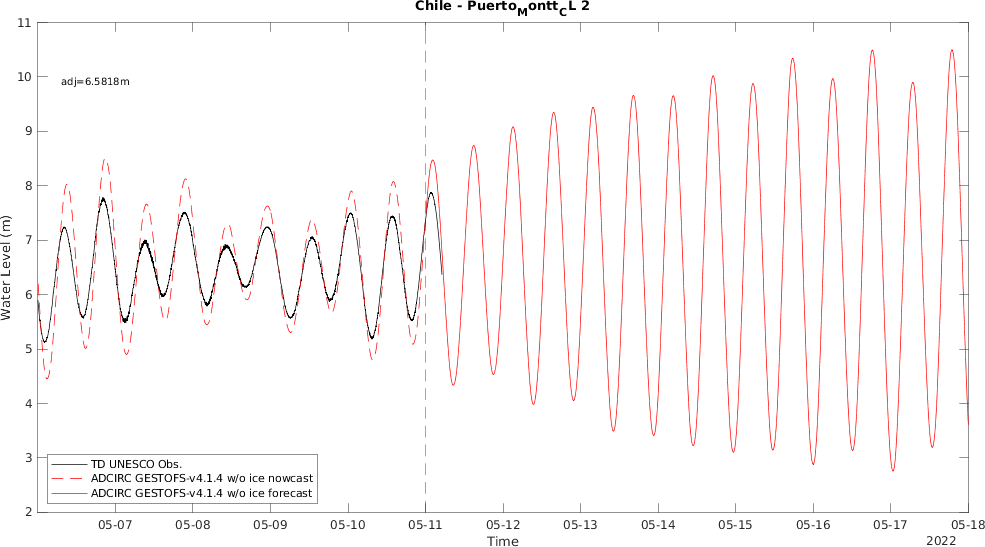 Chile - PuertoMonttCL 2
11
10
9
8
7
6
5
4
3
2
adj=6.5818m
Water Level (m)
TD UNESCO Obs.
ADCIRC GESTOFS-v4.1.4 w/o ice nowcast
ADCIRC GESTOFS-v4.1.4 w/o ice forecast
05-07 05-08 05-09 05-10 05-11 05-12 05-13 05-14 05-15 05-16 05-17 05-18
Time
2022